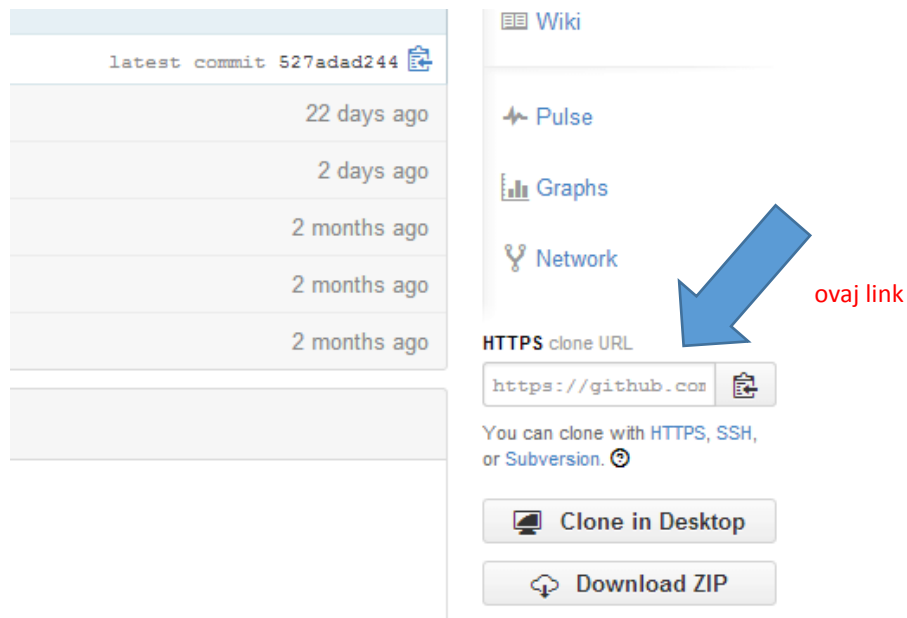 latest commit 527adad244
22 days ago
2 days ago
2 months ago
2 months ago
2 months ago
Wiki
Pulse
Graphs
Network
ovaj link
HTTPS clone URL
https://github.com
You can clone with HTTPS, SSH,
or Subversion.
Clone in Desktop
Download ZIP